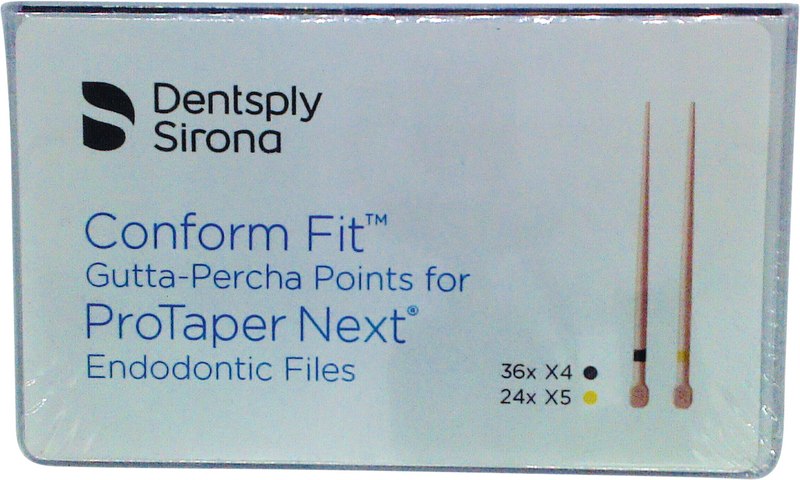 Dentsply
Sirona
Conform Fit™
Gutta-Percha Points for
ProTaper Next®
Endodontic Files
36x X4
24x X5